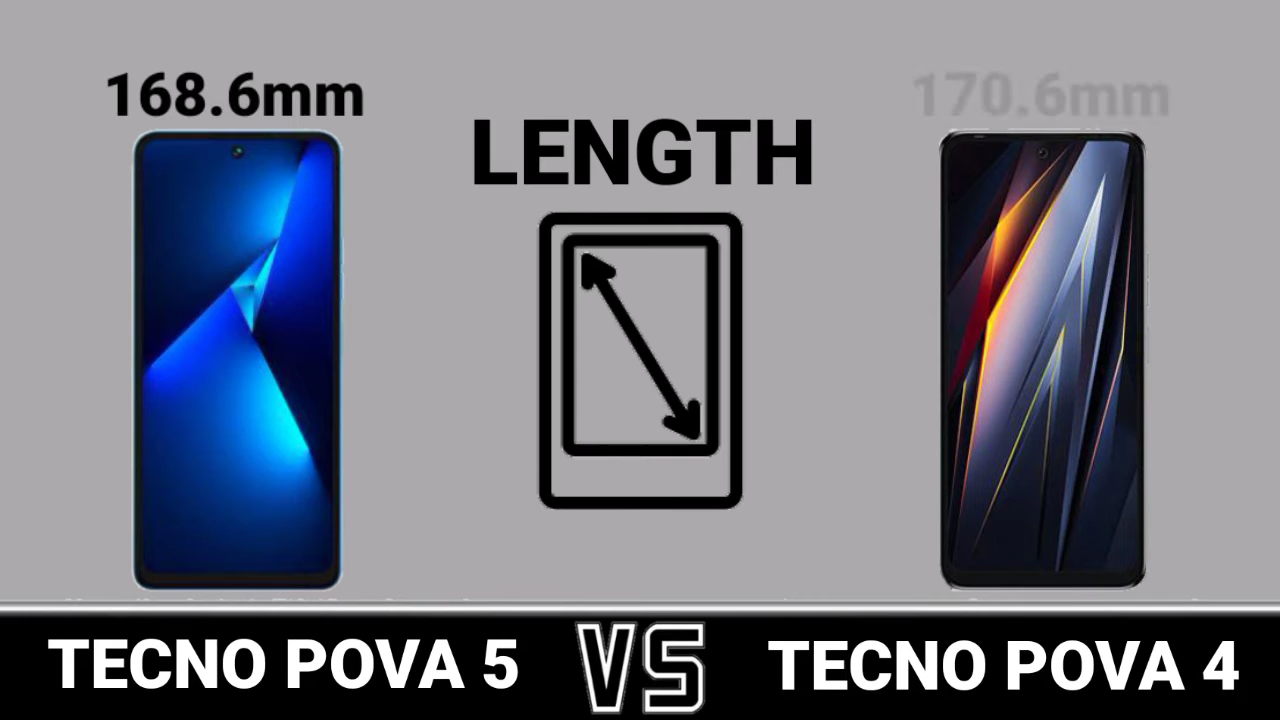 168.6mm
170.6mm
LENGTH
TECNO POVA 5
VS
TECNO POVA 4